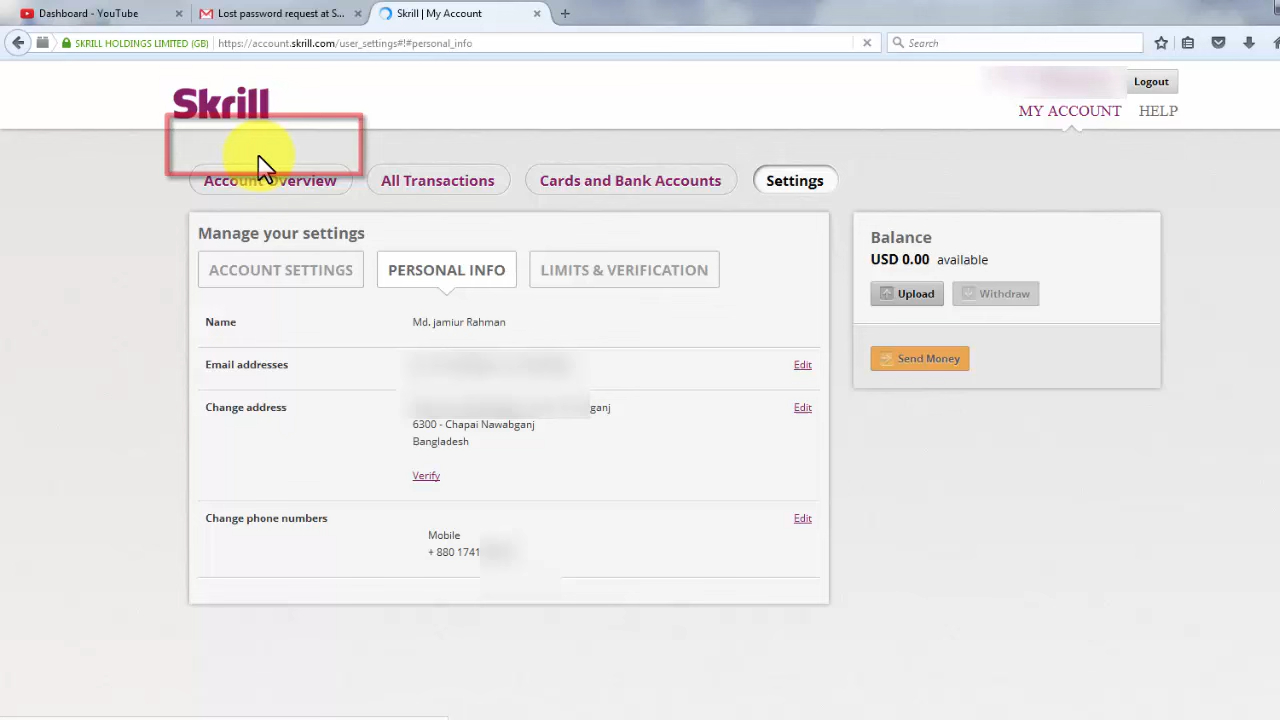 Dashboard - YouTube
Lost password request at S...
Skrill | My Account
SKRILL HOLDINGS LIMITED (GB)
https://account.skrill.com/user_settings#!#personal_info
Search
Skrill
Logout
MY ACCOUNT
HELP
Account Overview
All Transactions
Cards and Bank Accounts
Settings
Manage your settings
ACCOUNT SETTINGS
PERSONAL INFO
LIMITS & VERIFICATION
Name
Md. jamiur Rahman
Email addresses
Edit
Change address
ganj
Edit
6300 - Chapai Nawabganj
Bangladesh
Verify
Change phone numbers
Edit
Mobile
+ 880 1741
Balance
USD 0.00 available
Upload
Withdraw
Send Money